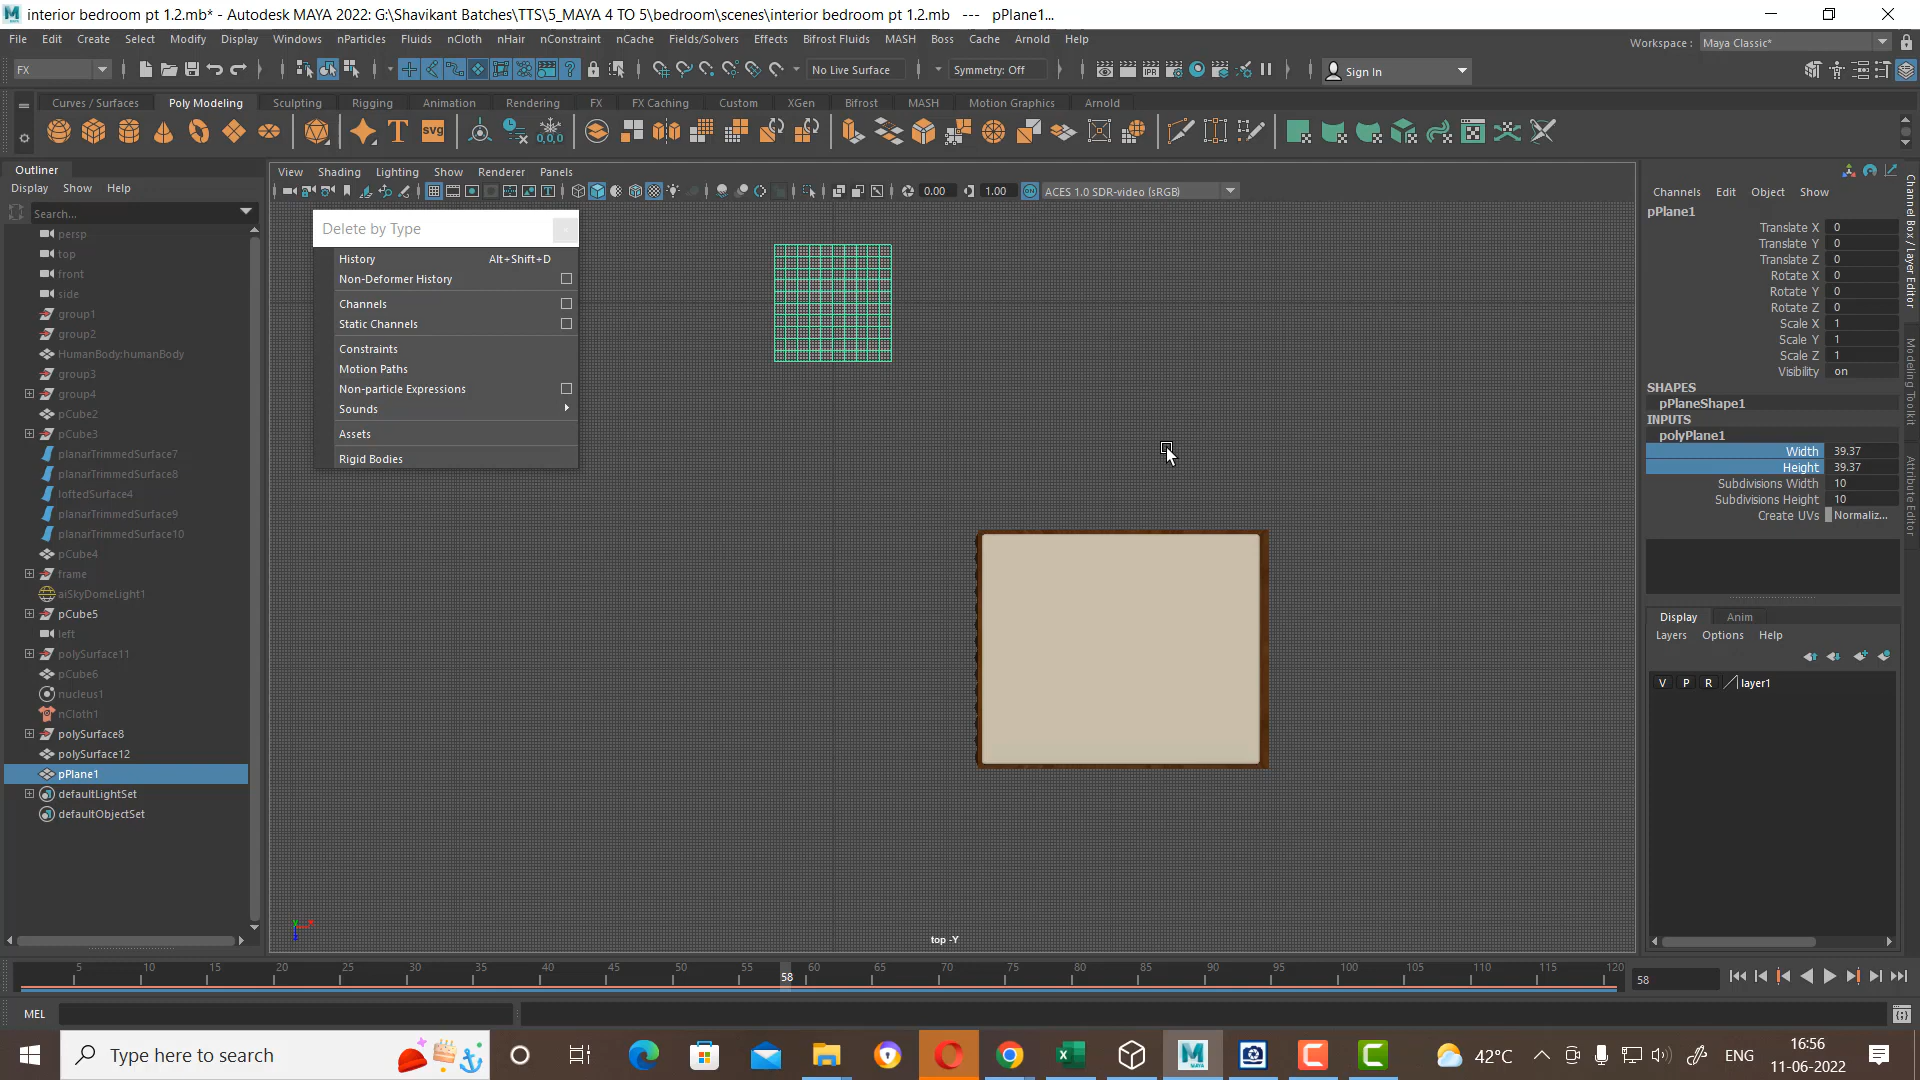 interior bedroom pt 1.2.mb* - Autodesk MAYA 2022: G:\Shavikant Batches\TTS\5_MAYA 4 TO 5\bedroom\scenes\interior bedroom pt 1.2.mb --- pPlane1...
File Edit Create Select Modify Display Windows nParticles Fluids nCloth nHair nConstraint nCache Fields/Solvers Effects Bifrost Fluids MASH Boss Cache Arnold Help
Workspace : Maya Classic*
FX No Live Surface Symmetry: Off Sign In
Curves / Surfaces Poly Modeling Sculpting Rigging Animation Rendering FX FX Caching Custom XGen Bifrost MASH Motion Graphics Arnold
Outliner
Display Show Help
Search...
persp
top
front
side
group1
group2
HumanBody:humanBody
group3
group4
pCube2
pCube3
planarTrimmedSurface7
planarTrimmedSurface8
loftedSurface4
planarTrimmedSurface9
planarTrimmedSurface10
pCube4
frame
aiSkyDomeLight1
pCube5
left
polySurface11
pCube6
nucleus1
nCloth1
polySurface8
polySurface12
pPlane1
defaultLightSet
defaultObjectSet
View Shading Lighting Show Renderer Panels
0.00 1.00 ON ACES 1.0 SDR-video (sRGB)
Delete by Type
History Alt+Shift+D
Non-Deformer History
Channels
Static Channels
Constraints
Motion Paths
Non-particle Expressions
Sounds
Assets
Rigid Bodies
top -Y
Channels Edit Object Show
pPlane1
Translate X 0
Translate Y 0
Translate Z 0
Rotate X 0
Rotate Y 0
Rotate Z 0
Scale X 1
Scale Y 1
Scale Z 1
Visibility on
SHAPES
pPlaneShape1
INPUTS
polyPlane1
Width 39.37
Height 39.37
Subdivisions Width 10
Subdivisions Height 10
Create UVs Normaliz...
Display Anim
Layers Options Help
V P R layer1
Channel Box / Layer Editor
Modeling Toolkit
Attribute Editor
5 10 15 20 25 30 35 40 45 50 55 58 60 65 70 75 80 85 90 95 100 105 110 115 120
58
MEL
Type here to search
42°C
ENG
16:56
11-06-2022